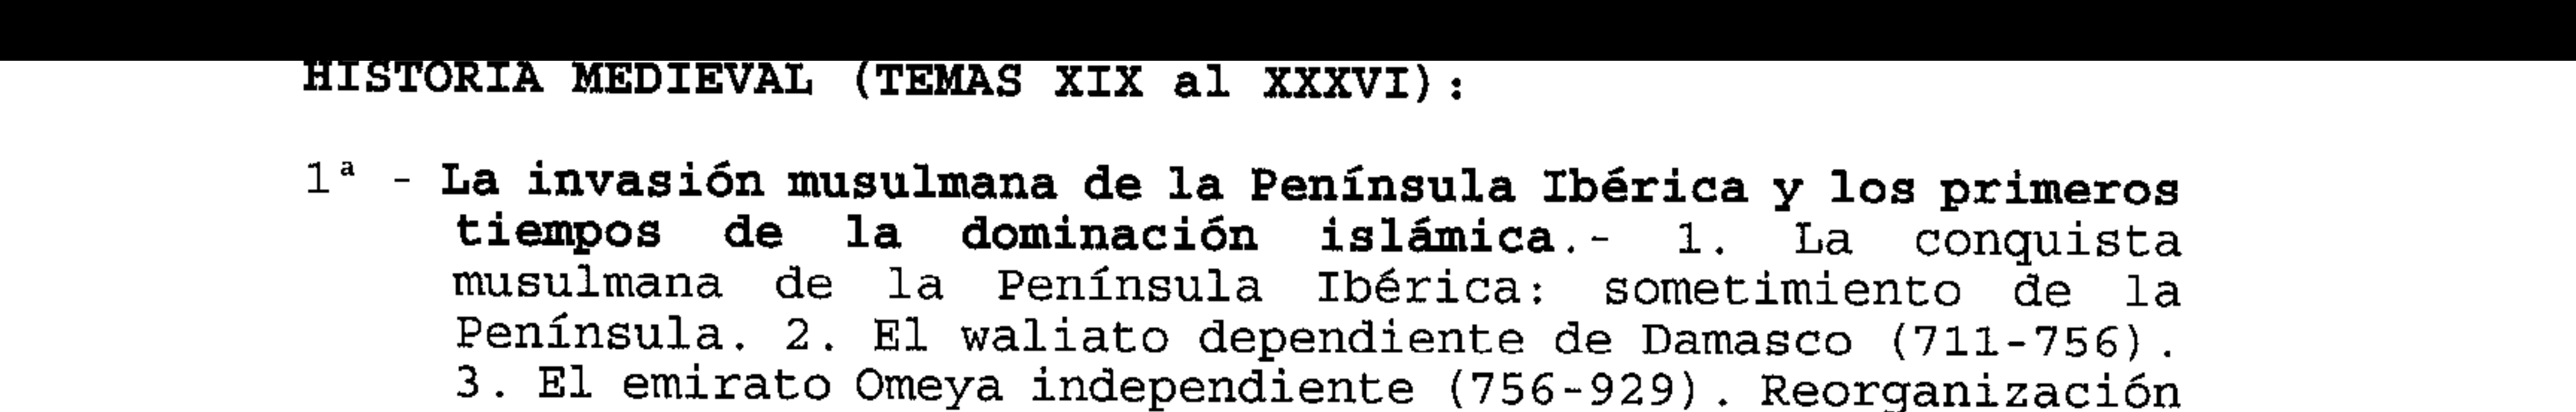 HISTORIA MEDIEVAL (TEMAS XIX al XXXVI):
1ª - La invasión musulmana de la Península Ibérica y los primeros
tiempos de la dominación islámica.- 1. La conquista
musulmana de la Península Ibérica: sometimiento de la
Península. 2. El waliato dependiente de Damasco (711-756).
3. El emirato Omeya independiente (756-929). Reorganización